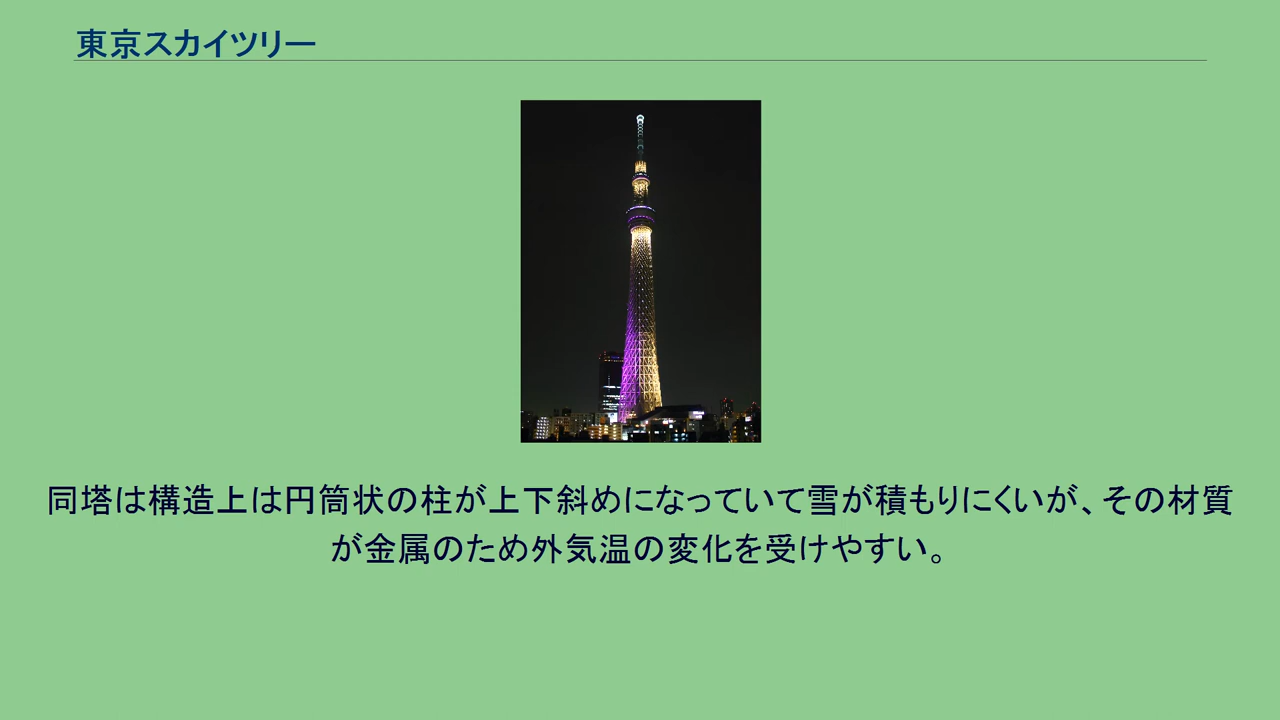 東京スカイツリー
同塔は構造上は円筒状の柱が上下斜めになっていて雪が積もりにくいが、その材質
が金属のため外気温の変化を受けやすい。